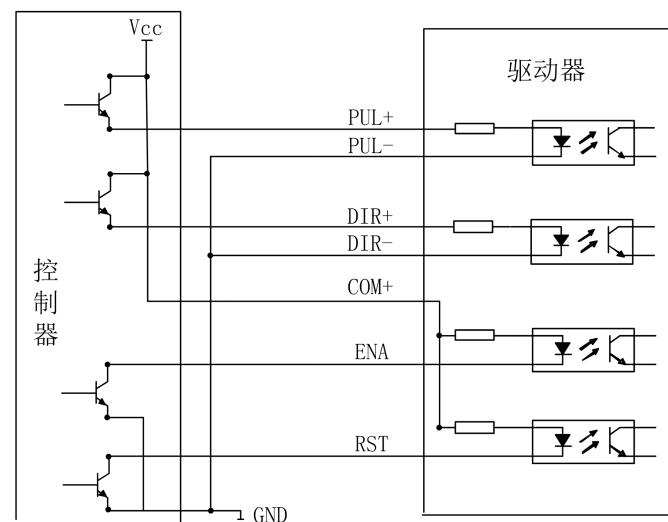 Vcc
驱动器
PUL+
PUL-
DIR+
DIR-
控制器
COM+
ENA
RST
GND